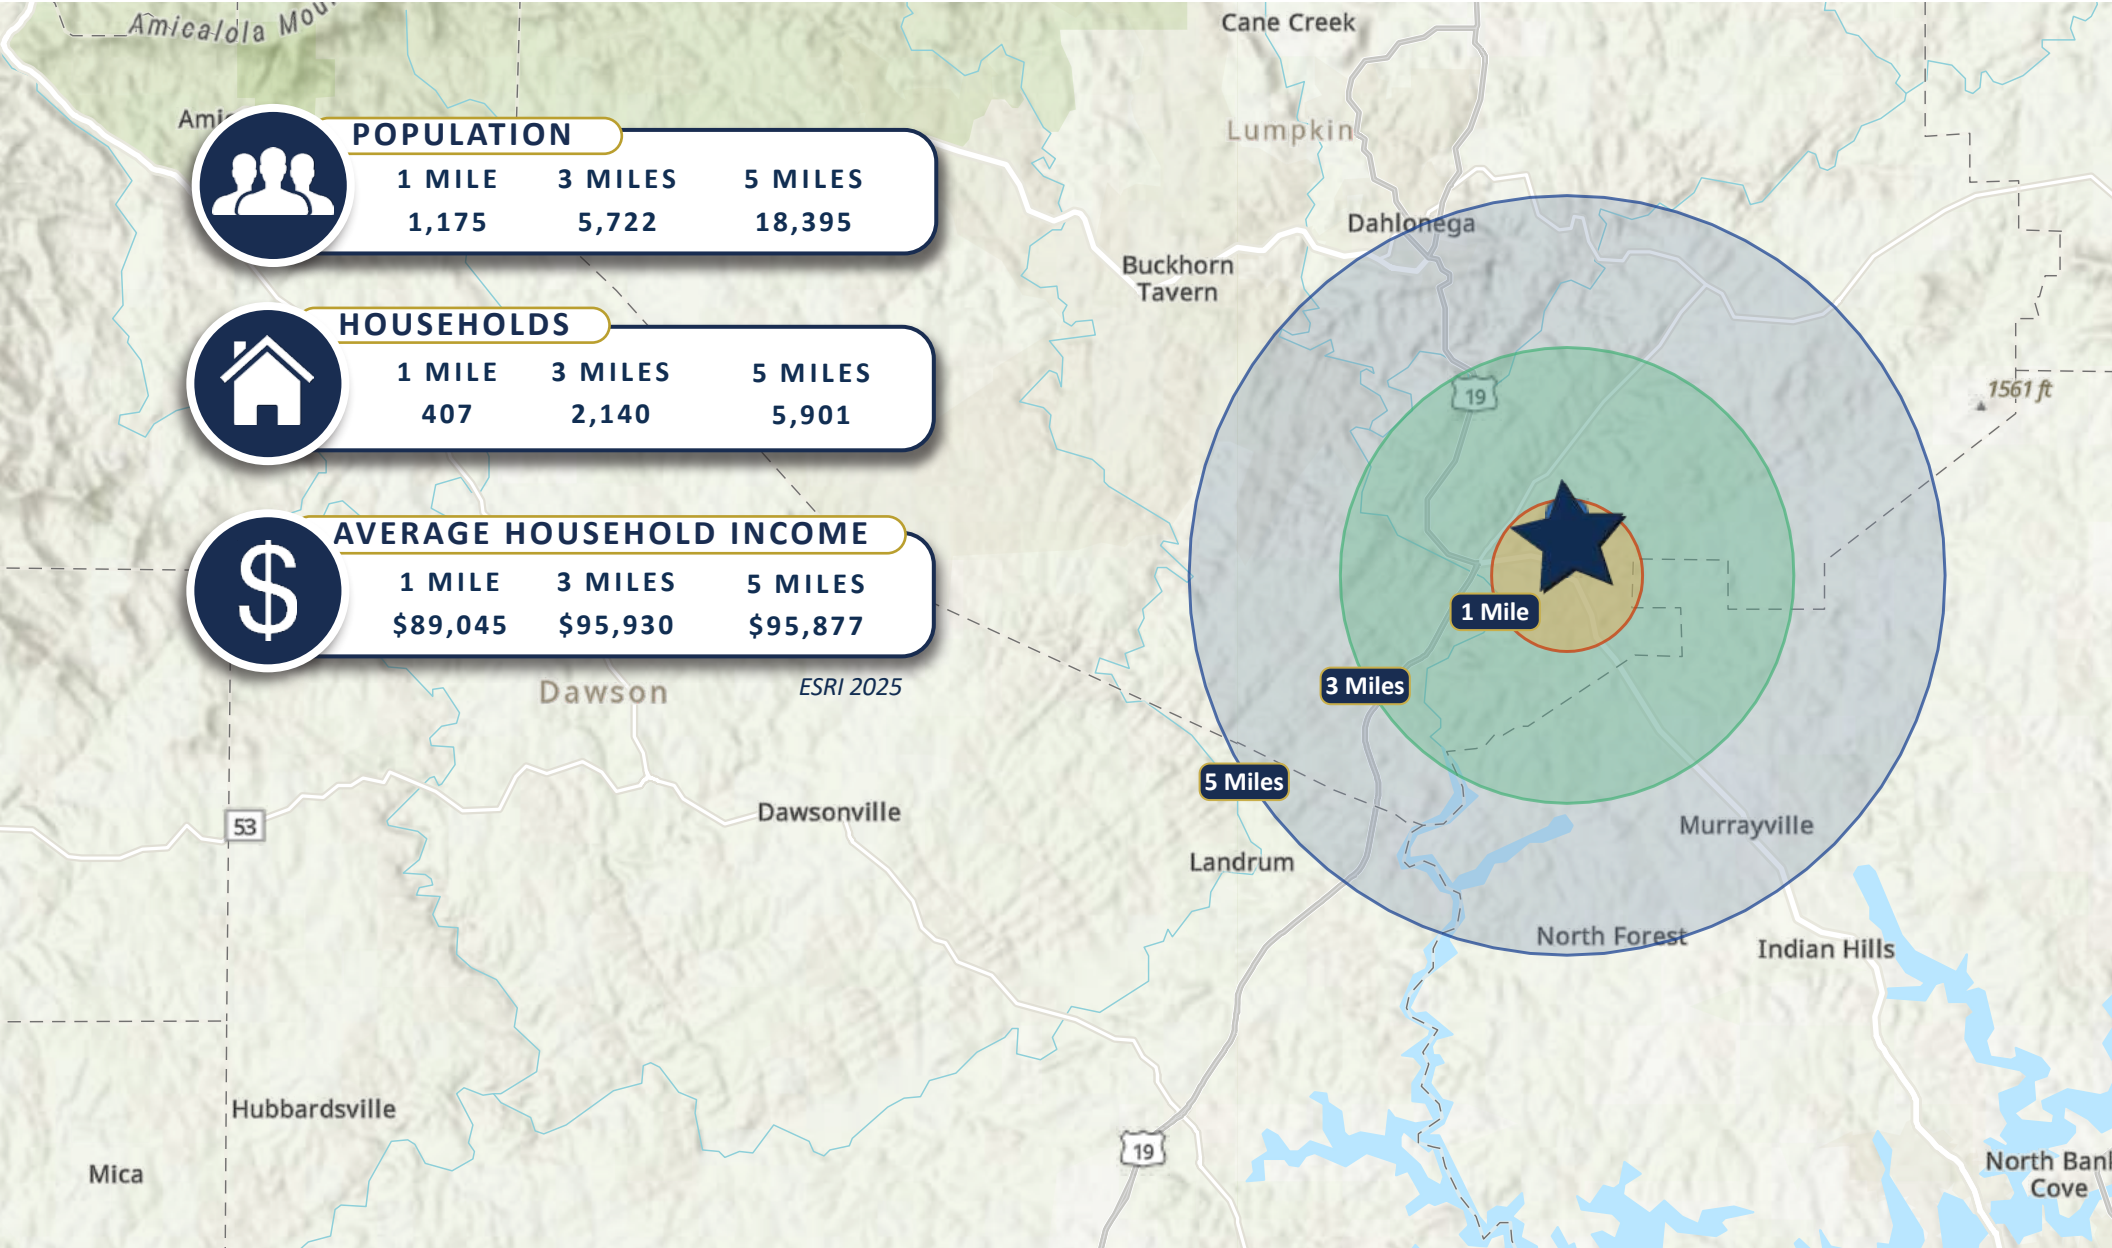 Amicalola Mou
Cane Creek
Ami
Lumpkin
POPULATION
1 MILE 3 MILES 5 MILES
1,175 5,722 18,395
Dahlonega
Buckhorn
Tavern
HOUSEHOLDS
1 MILE 3 MILES 5 MILES
407 2,140 5,901
19
1561 ft
AVERAGE HOUSEHOLD INCOME
1 MILE 3 MILES 5 MILES
$89,045 $95,930 $95,877
ESRI 2025
1 Mile
3 Miles
5 Miles
Dawson
53
Dawsonville
Landrum
Murrayville
North Forest
Indian Hills
Hubbardsville
Mica
19
North Bank
Cove